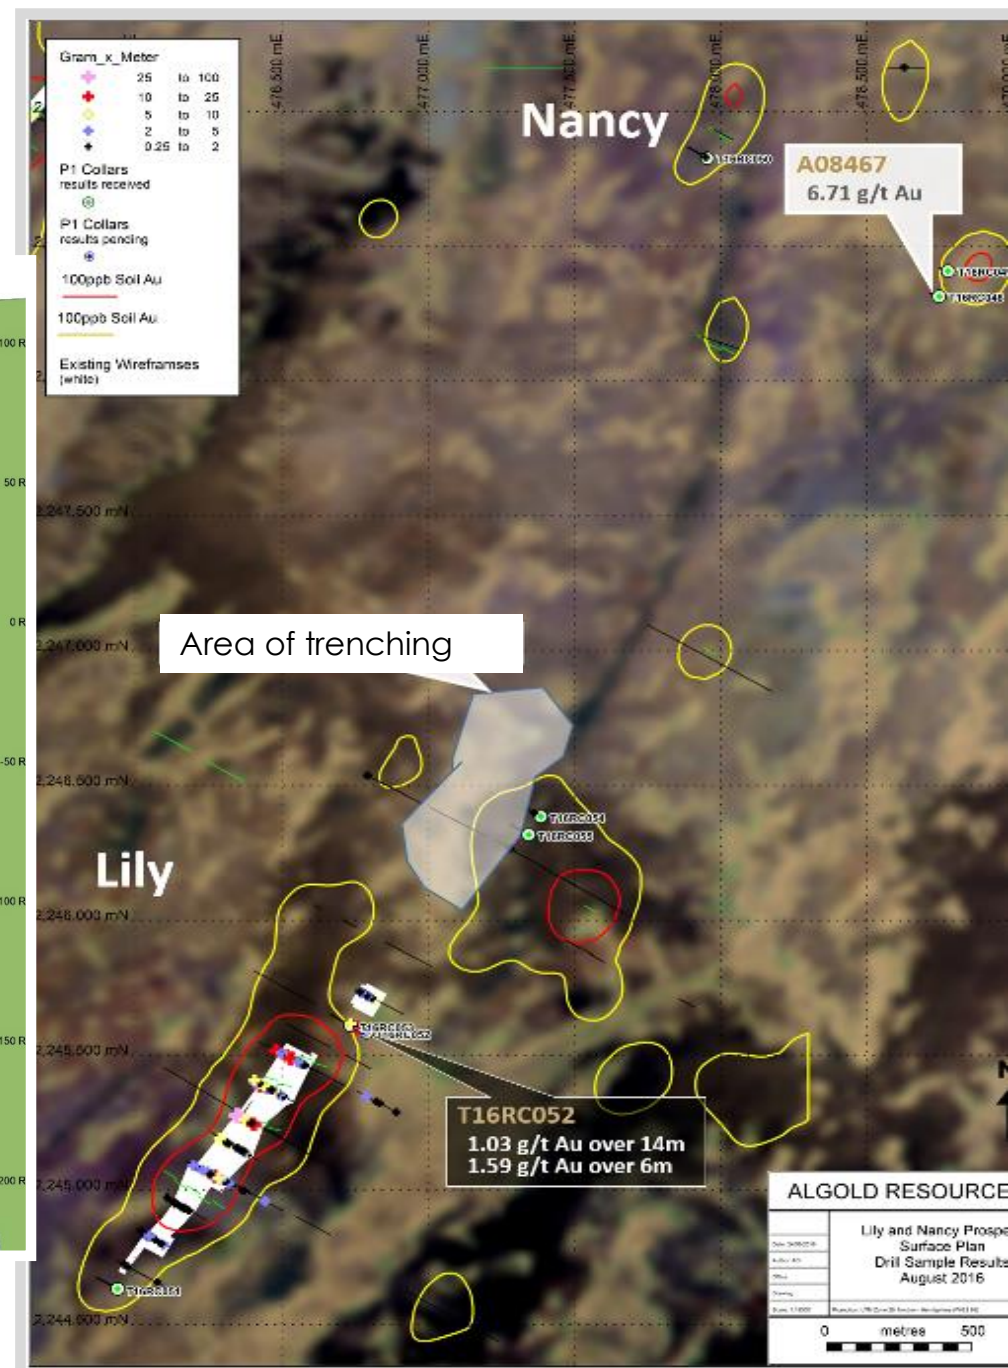 Gram_x_Meter
25 to 100
10 to 25
5 to 10
2 to 5
0.25 to 2
P1 Collars
results received
P1 Collars
results pending
100ppb Soil Au
100ppb Soil Au
Existing Wireframses
(white)
476,500 mE
477,000 mE
477,500 mE
478,000 mE
478,500 mE
Nancy
A08467
6.71 g/t Au
T16RC048
100 R
50 R
0 R
-50 R
100 R
150 R
200 R
2,247,500 mN
2,247,000 mN
2,246,500 mN
2,246,000 mN
2,245,500 mN
2,245,000 mN
2,244,500 mN
Area of trenching
T16RC054
T16RC055
Lily
T16RC052
1.03 g/t Au over 14m
1.59 g/t Au over 6m
N
ALGOLD RESOURCE
Lily and Nancy Prospe
Surface Plan
Drill Sample Results
August 2016
0 metres 500